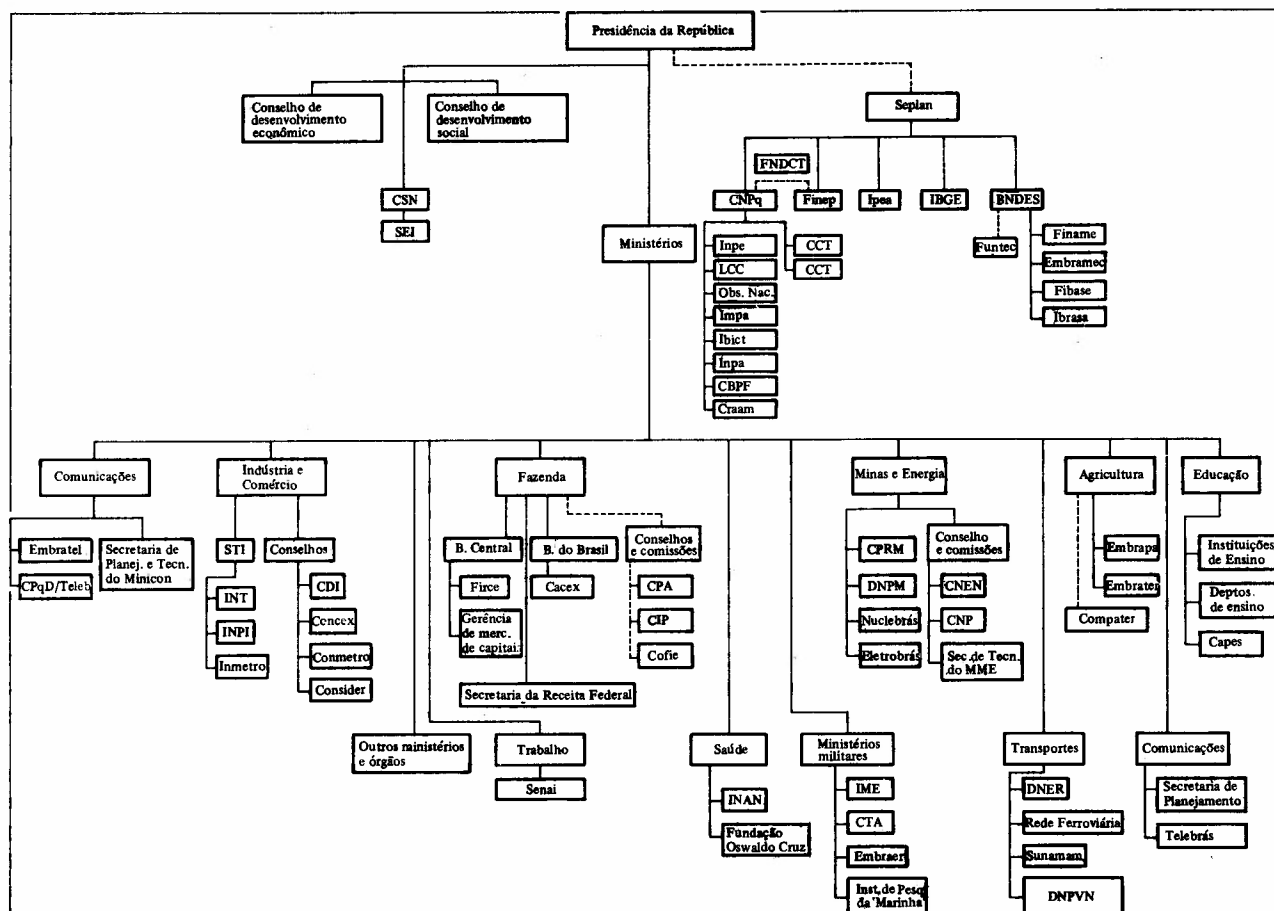 Presidência da República
Conselho de
desenvolvimento
econômico
Conselho de
desenvolvimento
social
Seplan
FNDCT
CSN
SEI
CNPq
Finep
Ipea
IBGE
BNDES
Ministérios
Funtec
Inpe
LCC
Obs. Nac.
Impa
Ibict
Inpa
CBPF
Craam
CCT
CCT
Finame
Embramec
Fibase
Ibrasa
Comunicações
Indústria e
Comércio
Fazenda
Minas e Energia
Agricultura
Educação
Embratel
CPqD/Teleb
Secretaria de
Planej. e Tecn.
do Minicon
STI
INT
INPI
Inmetro
Conselhos
CDI
Cencex
Conmetro
Consider
B. Central
Firce
Gerência
de merc.
de capitai
B. do Brasil
Cacex
Conselhos
e comissões
CPA
CIP
Cofie
Secretaria da Receita Federal
CPRM
DNPM
Nuclebrás
Eletrobrás
Conselho
e comissões
CNEN
CNP
Sec. de Tecn.
do MME
Embrapa
Embrater
Compater
Instituições
de Ensino
Deptos.
de ensino
Capes
Outros ministérios
e órgãos
Trabalho
Senai
Saúde
INAN
Fundação
Oswaldo Cruz
Ministérios
militares
IME
CTA
Embraer
Inst. de Pesq
da Marinha
Transportes
DNER
Rede Ferroviária
Sunamam
DNPVN
Comunicações
Secretaria de
Planejamento
Telebrás